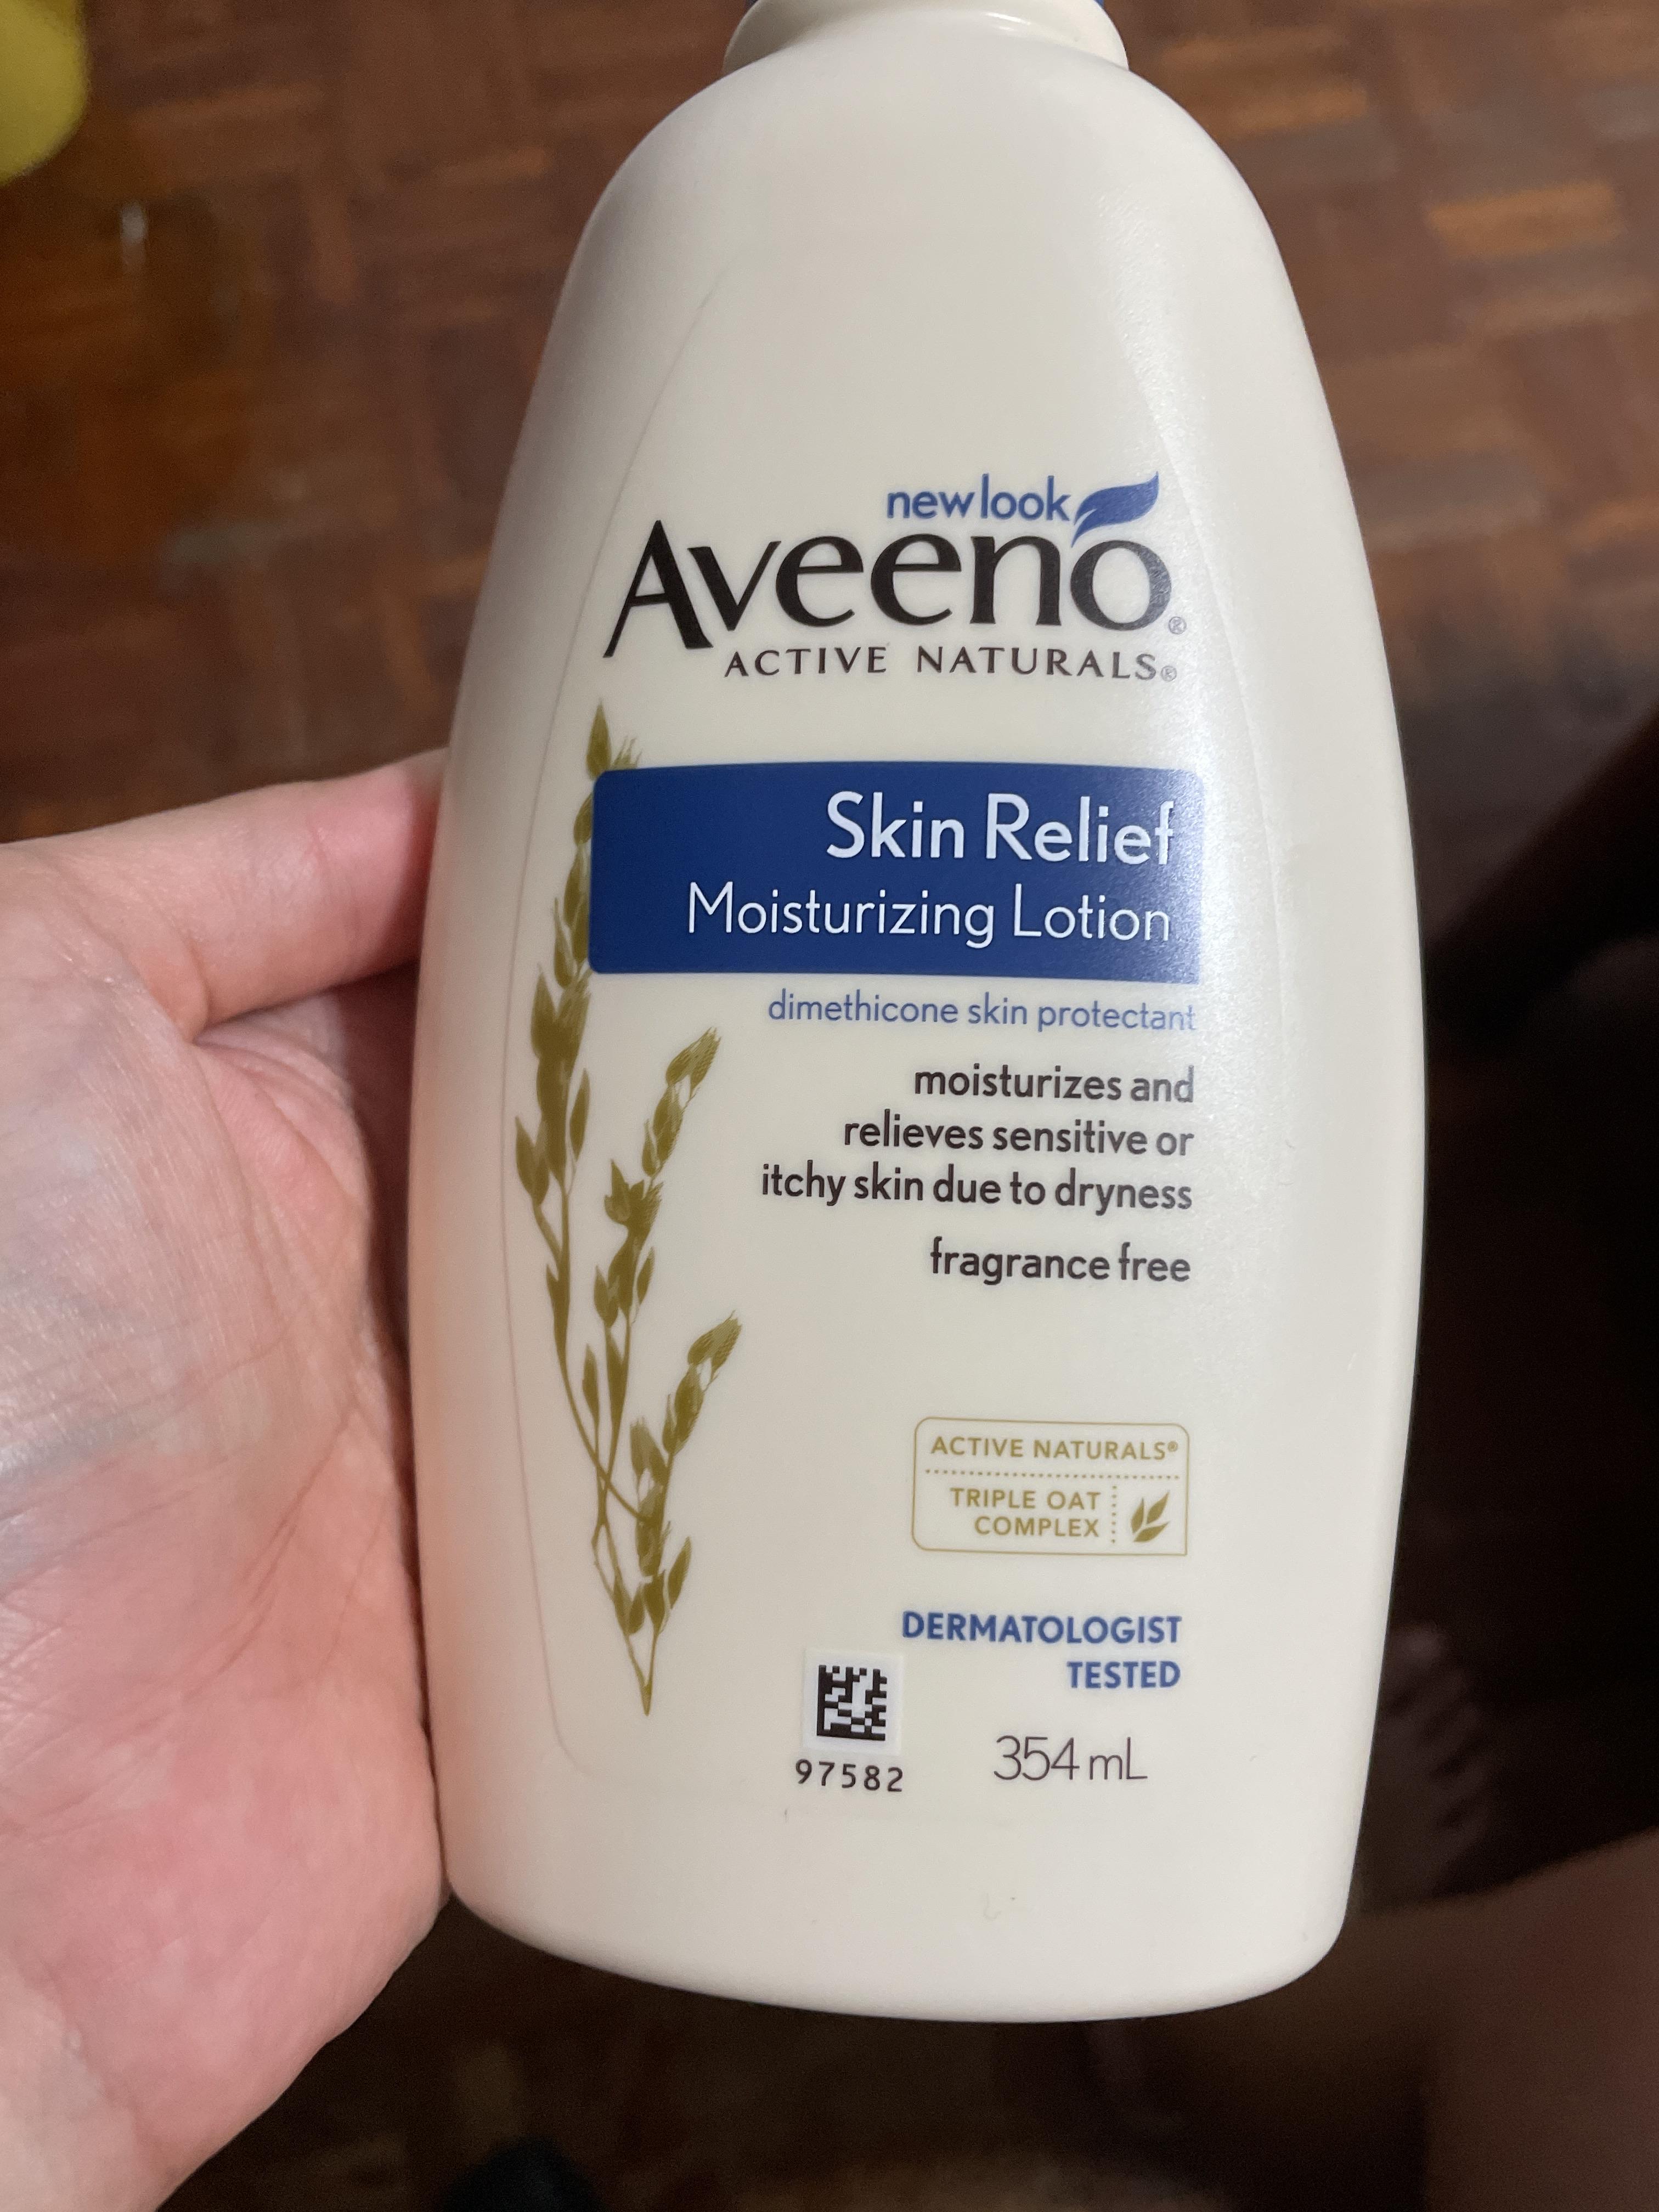 new look
Aveeno®
ACTIVE NATURALS®
Skin Relief
Moisturizing Lotion
dimethicone skin protectant
moisturizes and
relieves sensitive or
itchy skin due to dryness
fragrance free
ACTIVE NATURALS®
TRIPLE OAT
COMPLEX
DERMATOLOGIST
TESTED
97582
354 mL